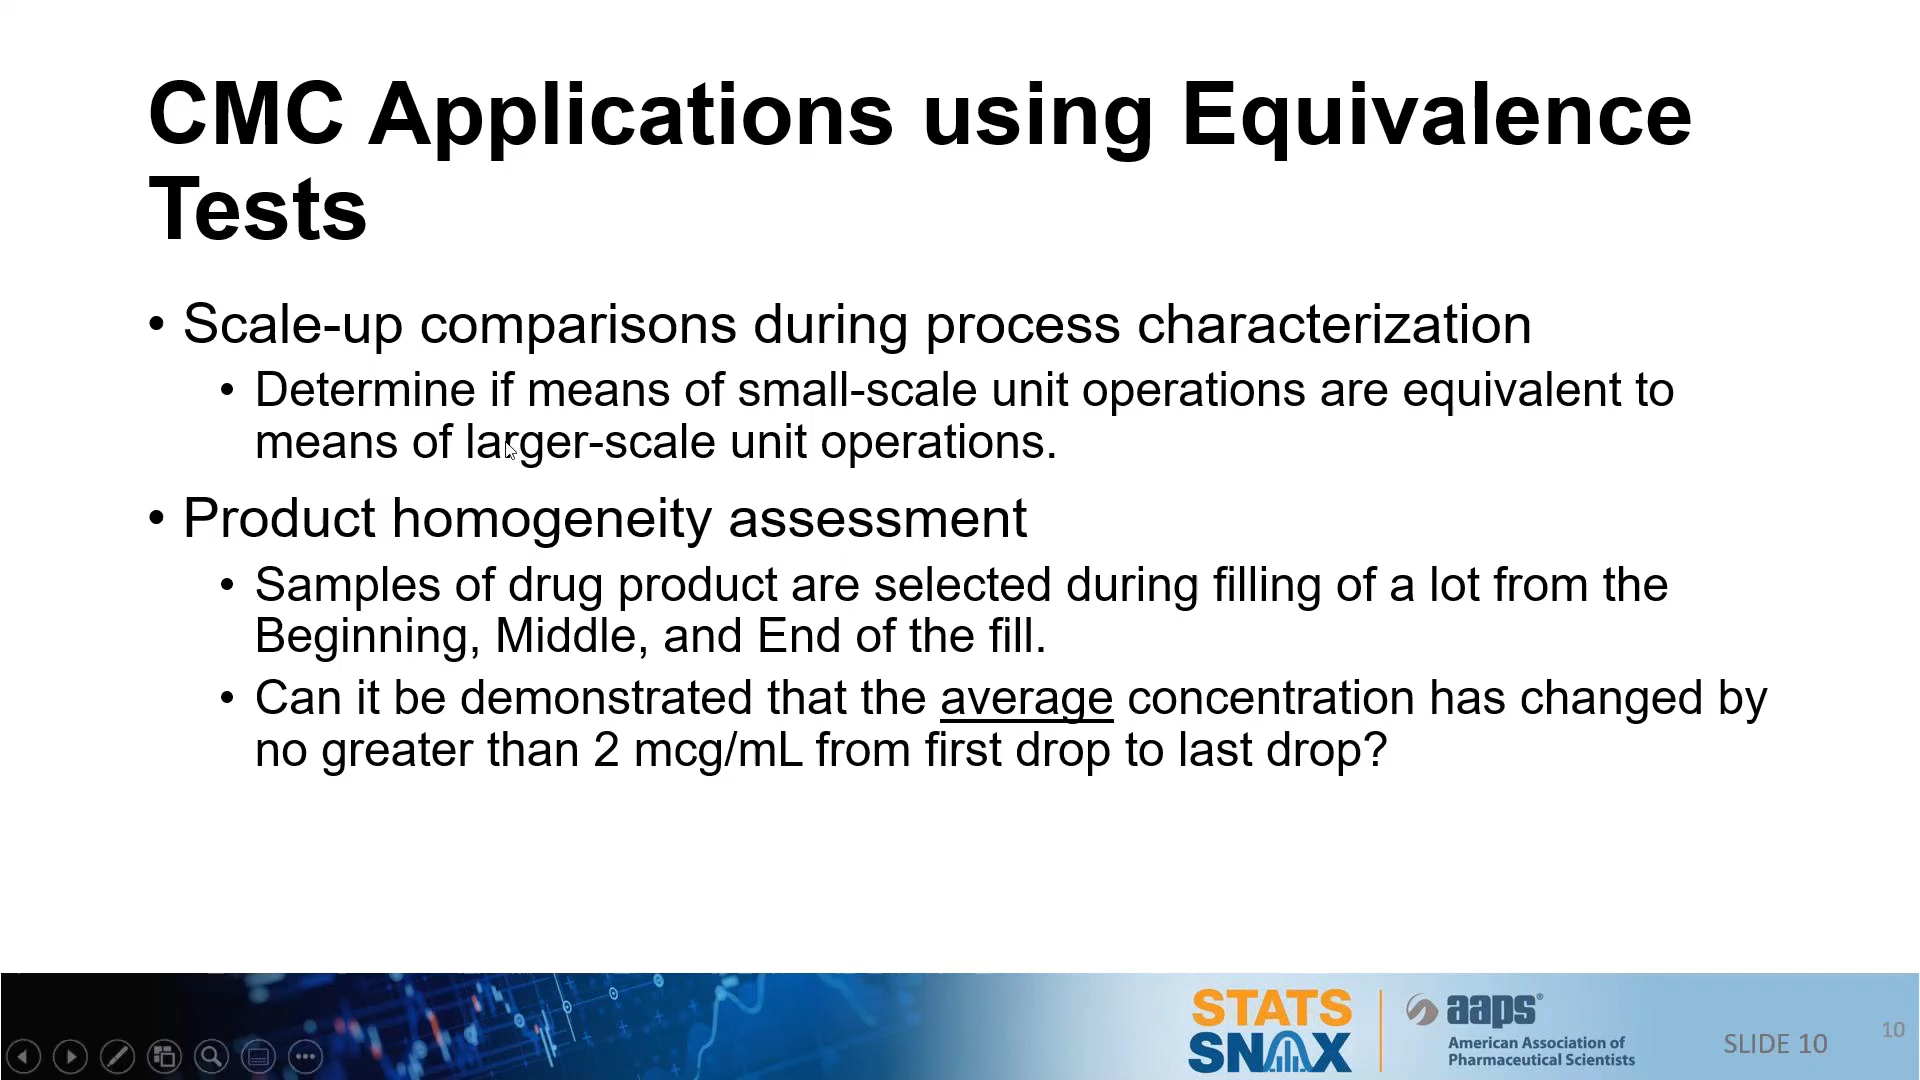 CMC Applications using Equivalence
Tests
• Scale-up comparisons during process characterization
• Determine if means of small-scale unit operations are equivalent to
means of larger-scale unit operations.
• Product homogeneity assessment
• Samples of drug product are selected during filling of a lot from the
Beginning, Middle, and End of the fill.
• Can it be demonstrated that the average concentration has changed by
no greater than 2 mcg/mL from first drop to last drop?
STATS
SNAX
aaps®
American Association of
Pharmaceutical Scientists
SLIDE 10
10